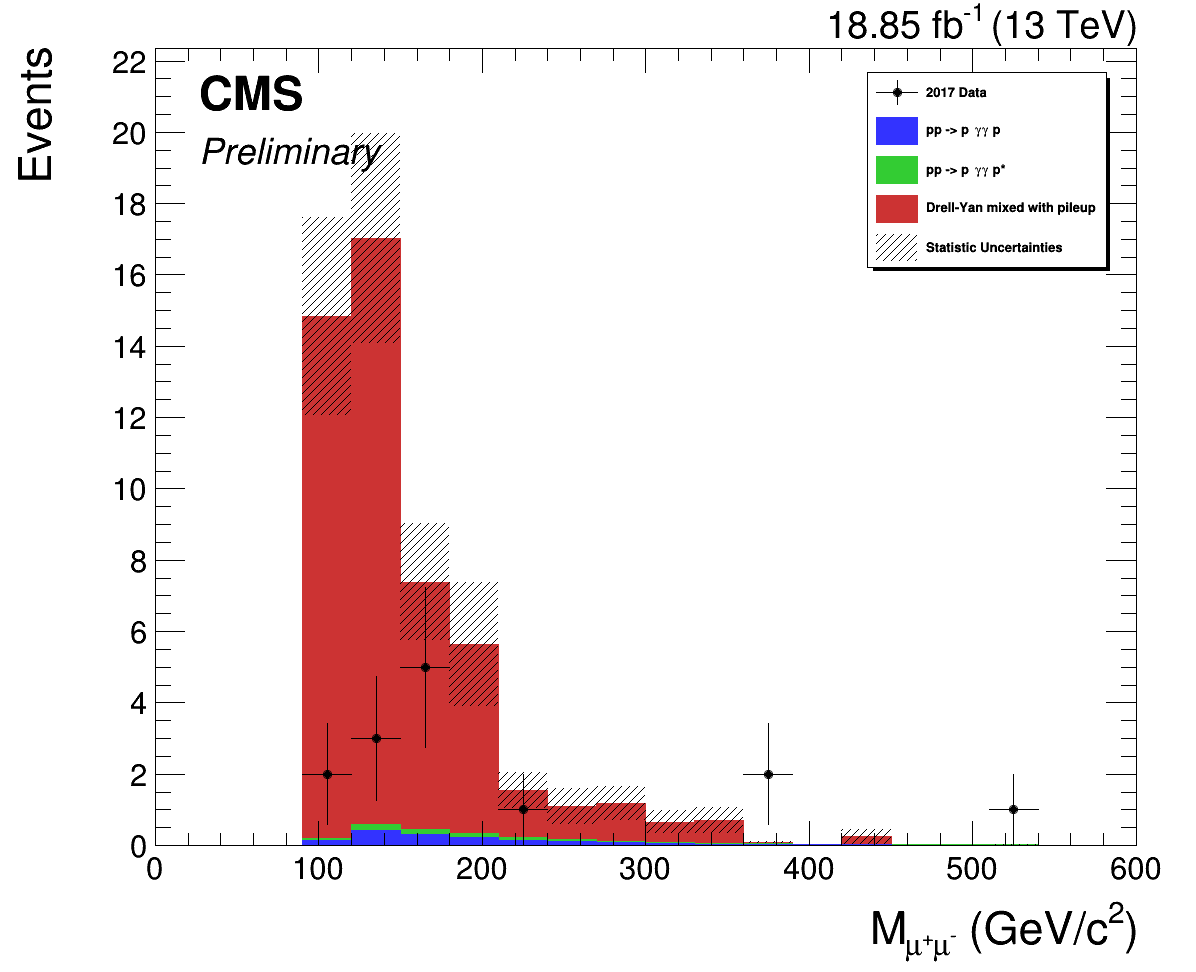 18.85 fb⁻¹ (13 TeV)
Events
CMS
Preliminary
2017 Data
pp -> p γγ p
pp -> p γγ p*
Drell-Yan mixed with pileup
Statistic Uncertainties
22
20
18
16
14
12
10
8
6
4
2
0
0 100 200 300 400 500 600
M_μ⁺μ⁻ (GeV/c²)